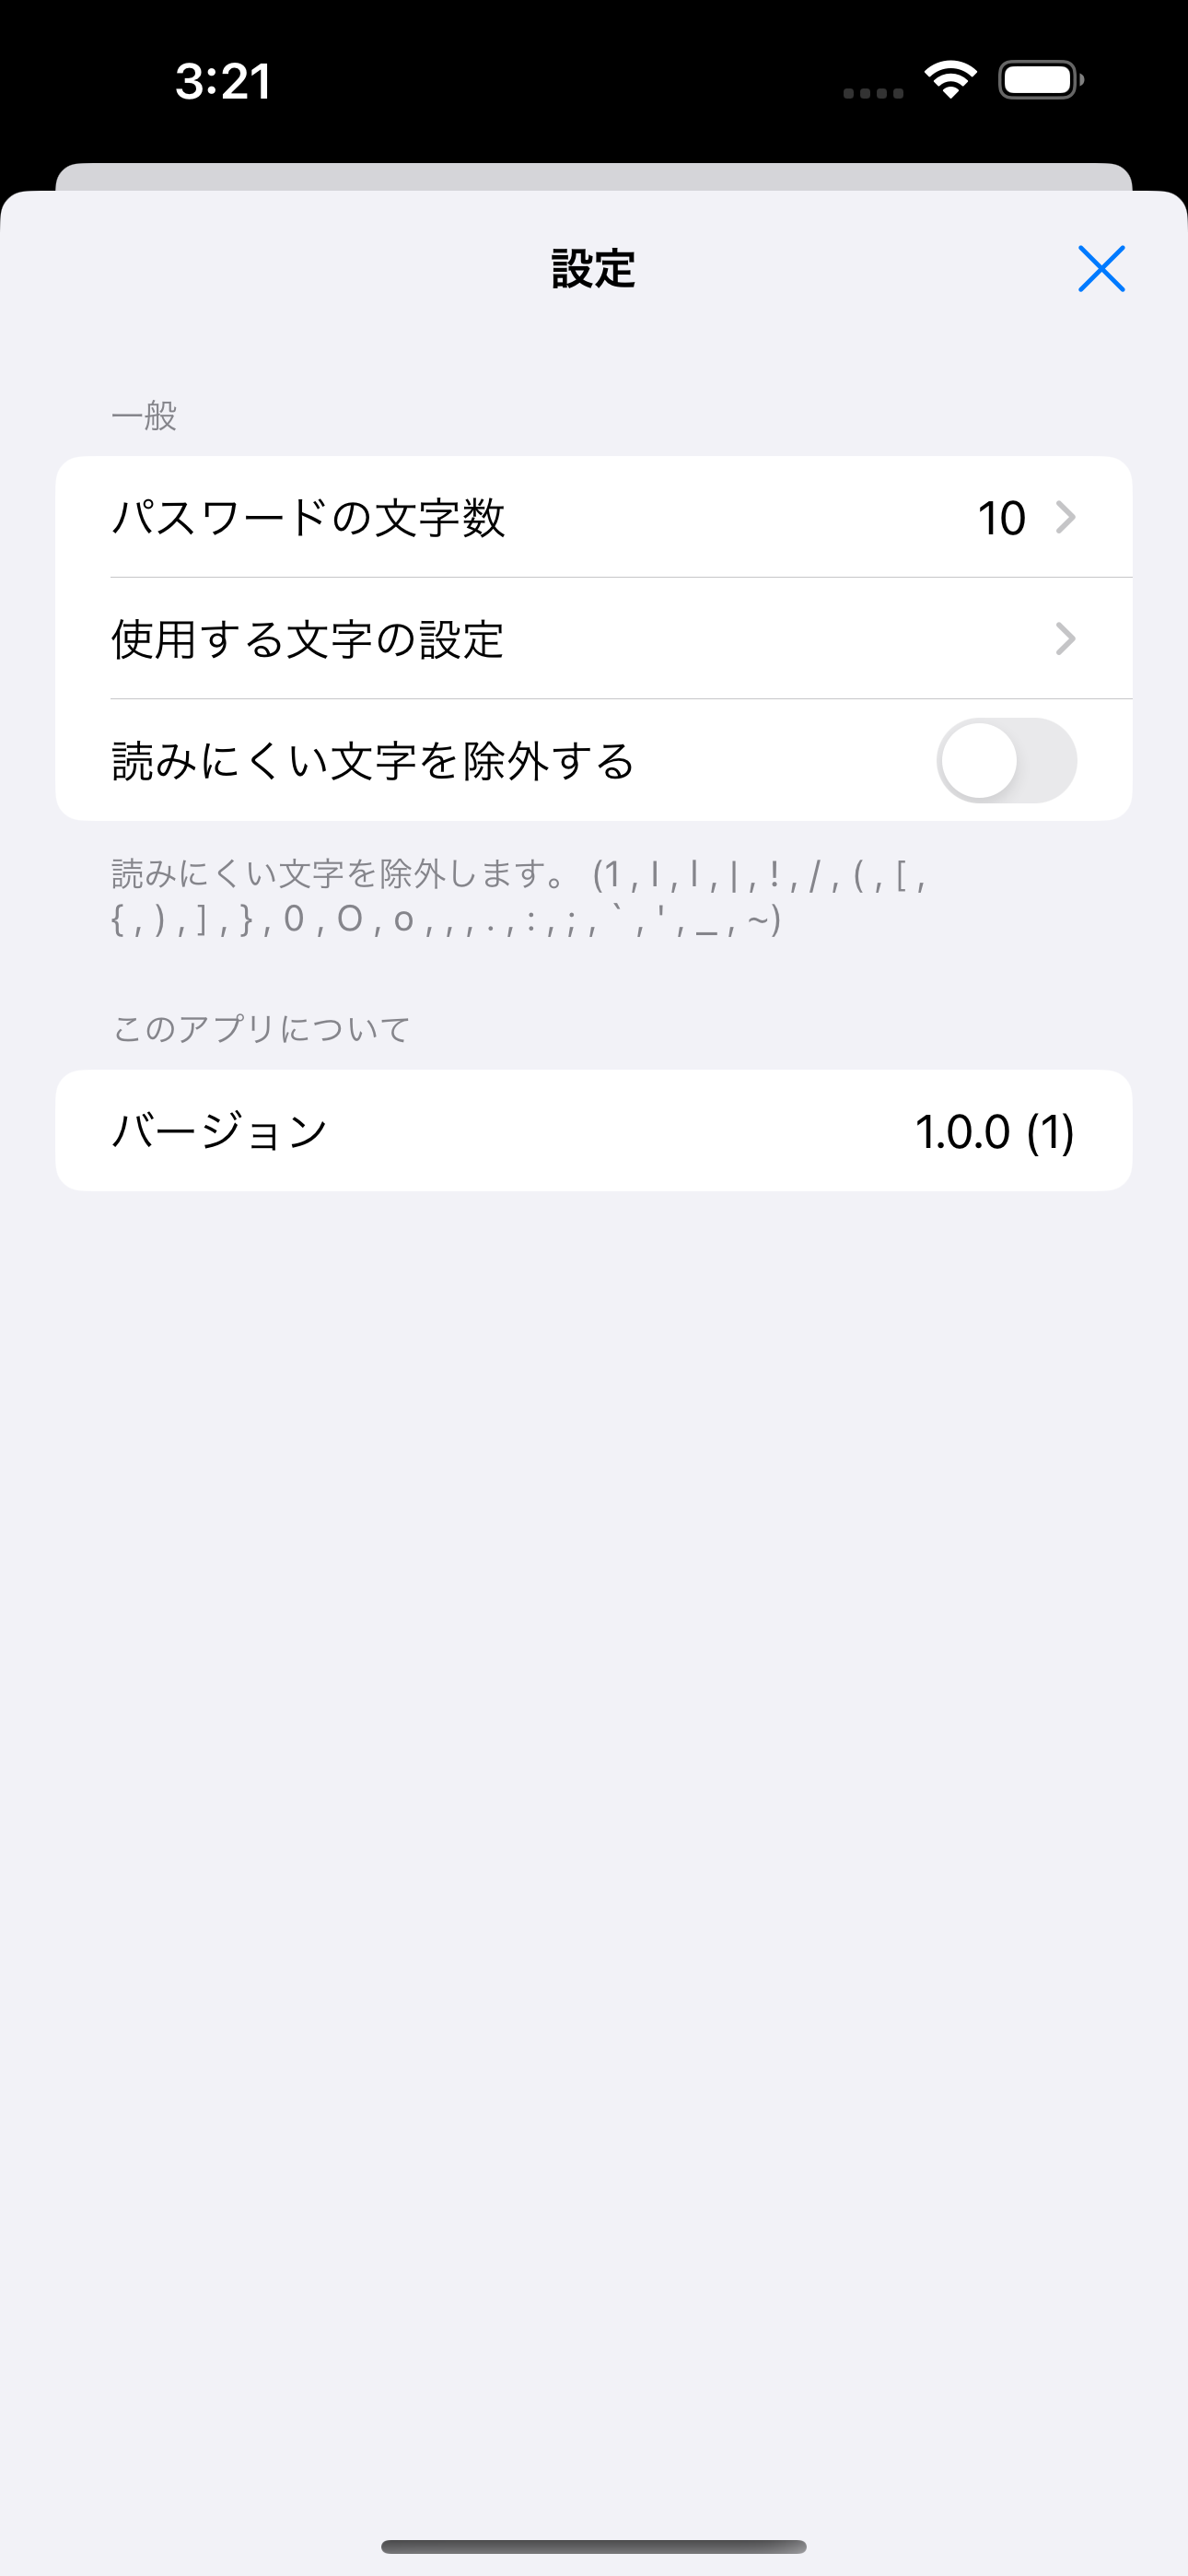 3:21
設定
一般
パスワードの文字数 10
使用する文字の設定
読みにくい文字を除外する
読みにくい文字を除外します。 (1 , I , l , | , ! , / , ( , [ ,
{ , ) , ] , } , 0 , O , o , , , . , : , ; , ` , ' , _ , ~)
このアプリについて
バージョン 1.0.0 (1)